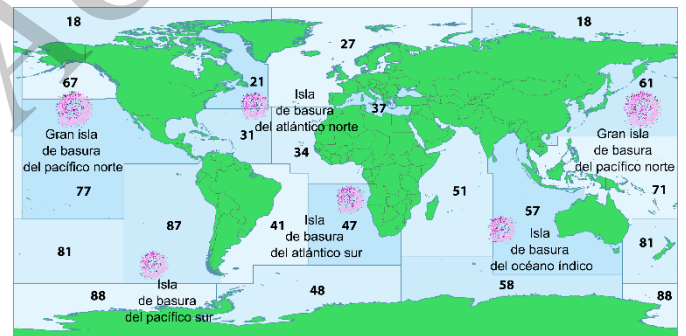 18
18
27
67
21
61
Isla
de basura
del atlántico norte
37
Gran isla
de basura
del pacífico norte
31
34
Gran isla
de basura
del pacífico norte
77
51
71
87
41
Isla
de basura
del atlántico sur
47
57
Isla
de basura
del océano índico
81
81
Isla
de basura
del pacífico sur
88
48
58
88